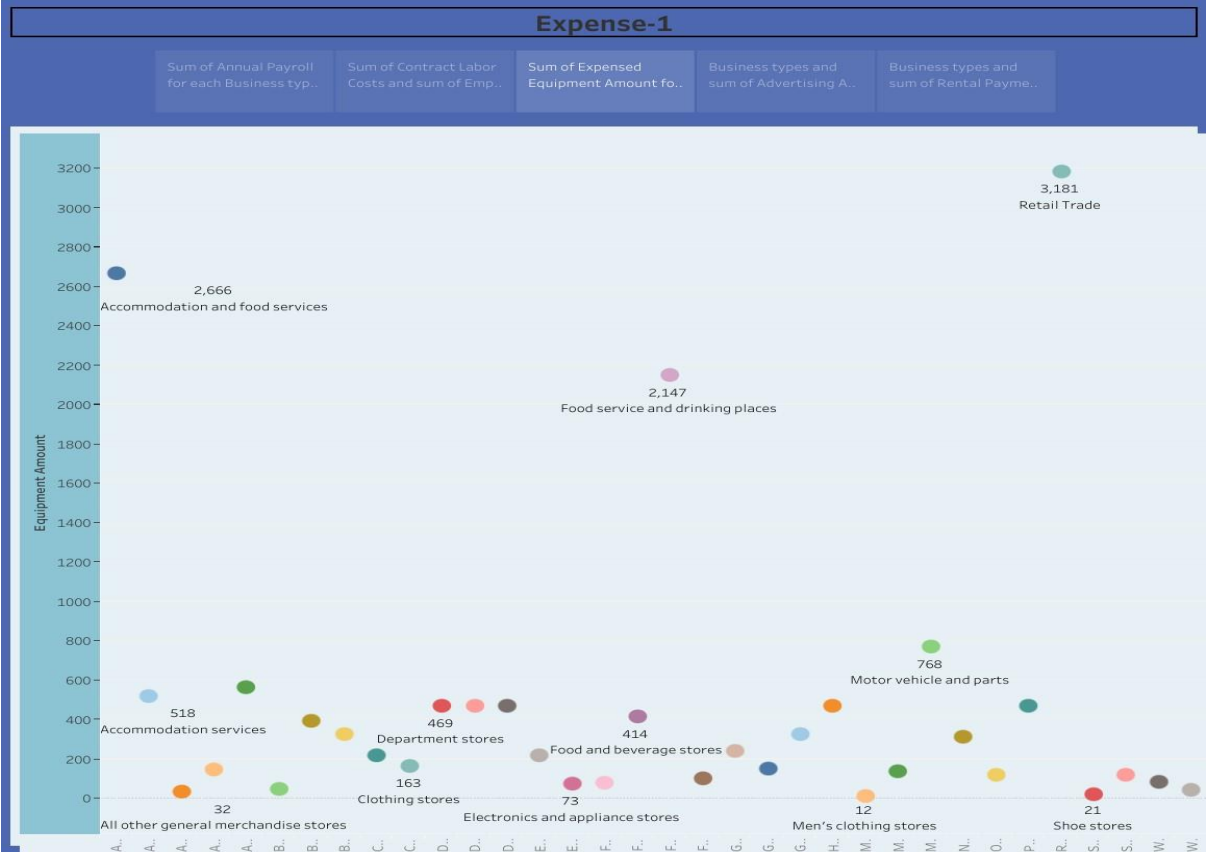 Expense-1
Sum of Annual Payroll
for each Business typ..
Sum of Contract Labor
Costs and sum of Emp..
Sum of Expensed
Equipment Amount fo..
Business types and
sum of Advertising A..
Business types and
sum of Rental Payme..
Equipment Amount
3200
3000
2800
2600
2400
2200
2000
1800
1600
1400
1200
1000
800
600
400
200
0
3,181
Retail Trade
2,666
Accommodation and food services
2,147
Food service and drinking places
768
Motor vehicle and parts
518
Accommodation services
469
Department stores
414
Food and beverage stores
163
Clothing stores
73
Electronics and appliance stores
32
All other general merchandise stores
12
Men's clothing stores
21
Shoe stores
A..
A..
A..
A..
A..
B..
B..
B..
C..
C..
D..
D..
D..
E..
E..
F..
F..
F..
F..
G..
G..
G..
H..
M..
M..
M..
N..
O..
P..
R..
S..
S..
W..
W..